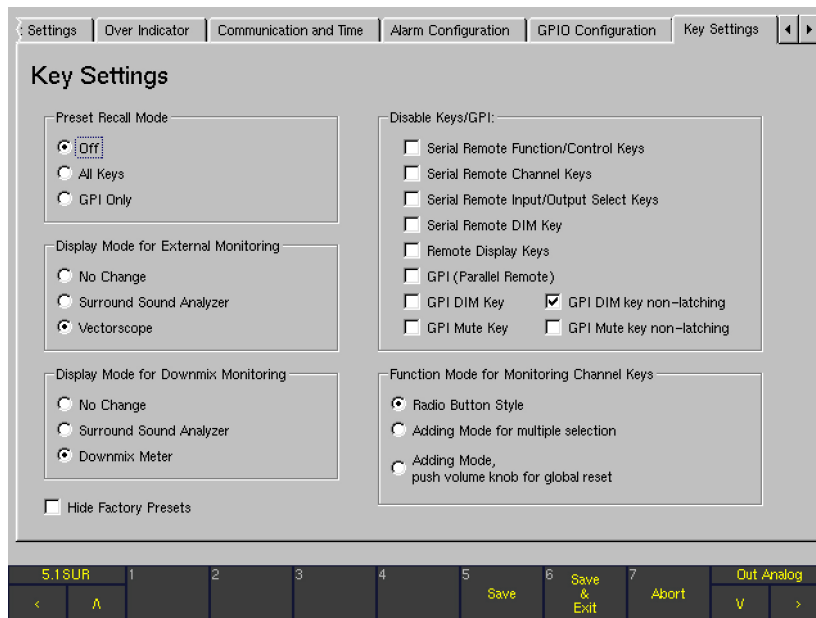 : Settings
Over Indicator
Communication and Time
Alarm Configuration
GPIO Configuration
Key Settings
Key Settings
Preset Recall Mode
Off
All Keys
GPI Only
Display Mode for External Monitoring
No Change
Surround Sound Analyzer
Vectorscope
Display Mode for Downmix Monitoring
No Change
Surround Sound Analyzer
Downmix Meter
Hide Factory Presets
Disable Keys/GPI:
Serial Remote Function/Control Keys
Serial Remote Channel Keys
Serial Remote Input/Output Select Keys
Serial Remote DIM Key
Remote Display Keys
GPI (Parallel Remote)
GPI DIM Key
GPI DIM key non-latching
GPI Mute Key
GPI Mute key non-latching
Function Mode for Monitoring Channel Keys
Radio Button Style
Adding Mode for multiple selection
Adding Mode,
push volume knob for global reset
5.1SUR
< Λ
1
2
3
4
5
Save
6
Save
&
Exit
7
Abort
Out Analog
V >